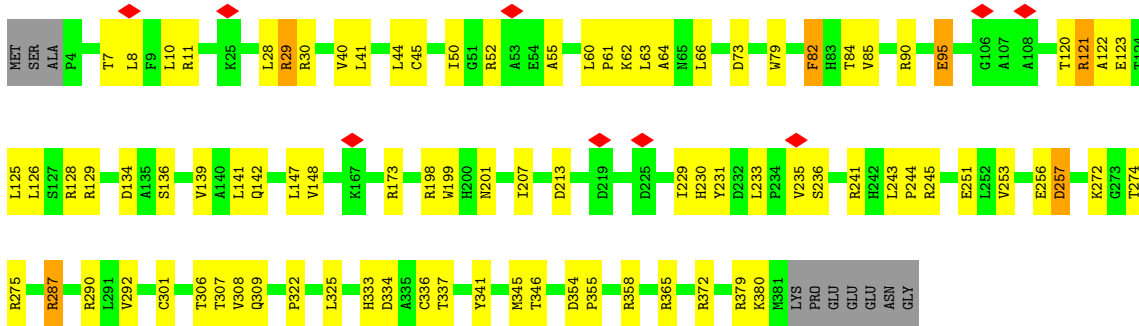 MET SER ALA P4 T7 L8 F9 L10 R11 K25 L28 R29 R30 V40 L41 L44 C45 I50 G51 R52 A53 E54 A55 L60 P61 K62 L63 A64 N65 L66 D73 W79 F82 H83 T84 V85 R90 E95 G106 A107 A108 T120 R121 A122 E123 T124
L125 L126 S127 R128 R129 D134 A135 S136 V139 A140 L141 Q142 L147 V148 K167 R173 R198 W199 H200 N201 I207 D213 D219 D225 I229 H230 Y231 D232 L233 P234 V235 S236 R241 H242 L243 P244 R245 E251 L252 V253 E256 D257 K272 G273 T274
R275 R287 R290 L291 V292 C301 T306 T307 V308 Q309 P322 L325 H333 D334 A335 C336 T337 Y341 M345 T346 D354 P355 R358 R365 R372 R379 K380 M381 LYS PRO GLU GLU GLU ASN GLY